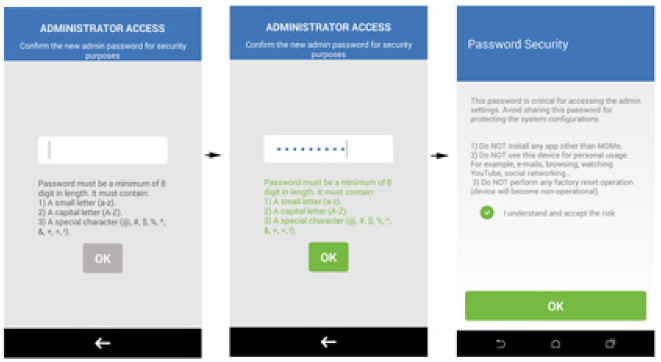 ADMINISTRATOR ACCESS
Confirm the new admin password for security
purposes
Password must be a minimum of 8
digit in length. It must contain:
1) A small letter (a-z).
2) A capital letter (A-Z).
3) A special character (@, #, $, %, ^,
&, +, =, !).
OK
ADMINISTRATOR ACCESS
Confirm the new admin password for security
purposes
Password must be a minimum of 8
digit in length. It must contain:
1) A small letter (a-z).
2) A capital letter (A-Z).
3) A special character (@, #, $, %, ^,
&, +, =, !).
OK
Password Security
This password is critical for accessing the admin
settings. Avoid sharing this password for
protecting the system configurations.
1) Do NOT install any app other than MDMs.
2) Do NOT use this device for personal usage.
For example, e-mails, browsing, watching
YouTube, social networking...
3) Do NOT perform any factory reset operation
(device will become non-operational).
I understand and accept the risk
OK